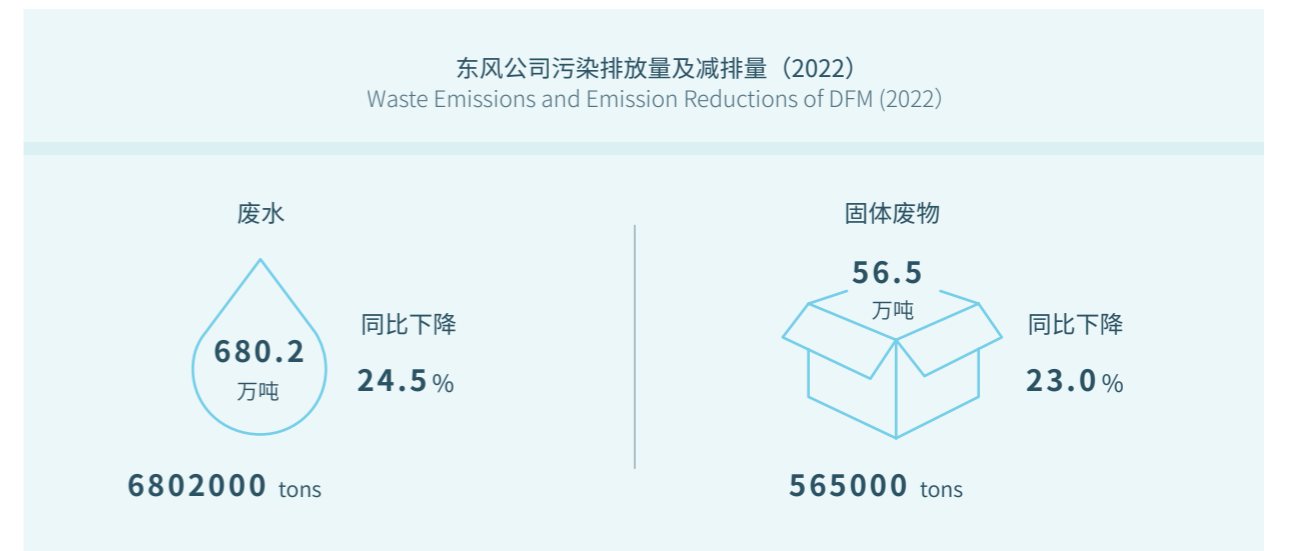 东风公司污染排放量及减排量（2022）
Waste Emissions and Emission Reductions of DFM (2022）
废水
680.2
万吨
同比下降
24.5 %
6802000 tons
固体废物
56.5
万吨
同比下降
23.0 %
565000 tons